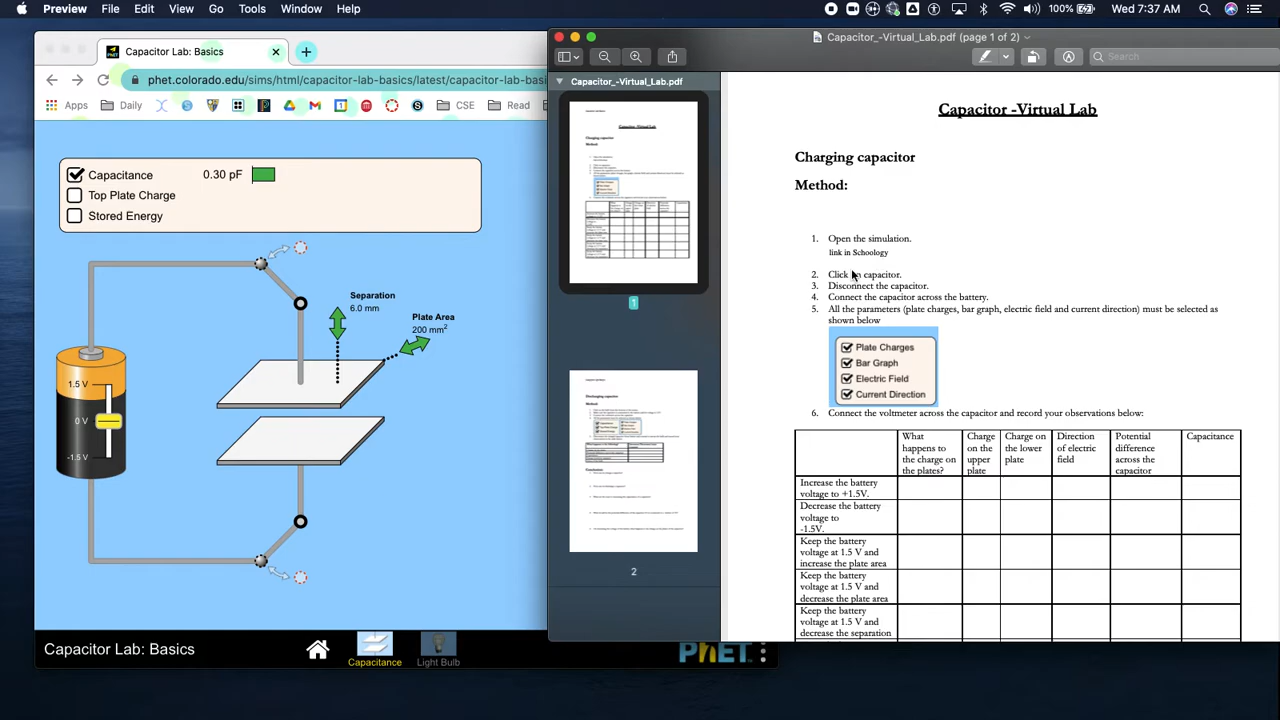 Preview File Edit View Go Tools Window Help 100% Wed 7:37 AM
Capacitor Lab: Basics
phet.colorado.edu/sims/html/capacitor-lab-basics/latest/capacitor-lab-basi
Apps Daily CSE Read
Capacitance 0.30 pF
Top Plate Charge
Stored Energy
Separation
6.0 mm
Plate Area
200 mm2
1.5 V
V
-1.5 V
Capacitor Lab: Basics
Capacitance
Light Bulb
PhET
Capacitor_-Virtual_Lab.pdf (page 1 of 2)
Search
Capacitor_-Virtual_Lab.pdf
1
2
Capacitor -Virtual Lab
Charging capacitor
Method:
1. Open the simulation.
link in Schoology
2. Click on capacitor.
3. Disconnect the capacitor.
4. Connect the capacitor across the battery.
5. All the parameters (plate charges, bar graph, electric field and current direction) must be selected as
shown below
Plate Charges
Bar Graph
Electric Field
Current Direction
6. Connect the voltmeter across the capacitor and record your observations below:
What happens to the charge on the plates?
Charge on the upper plate
Charge on the lower plate
Direction of electric field
Potential difference across the capacitor
Capacitance
Increase the battery
voltage to +1.5V.
Decrease the battery
voltage to
-1.5V.
Keep the battery
voltage at 1.5 V and
increase the plate area
Keep the battery
voltage at 1.5 V and
decrease the plate area
Keep the battery
voltage at 1.5 V and
decrease the separation